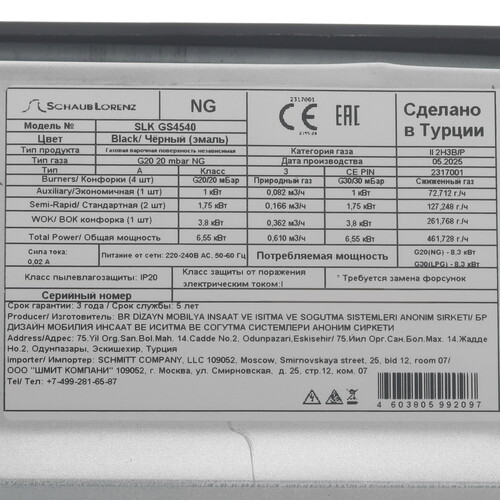 SCHAUB LORENZ
NG
2317001
CE
EAC
Сделано
в Турции
Модель № SLK GS4540
Цвет Black/ Чёрный (эмаль)
Тип продукта Газовая варочная поверхность независимая Категория газа II 2H3B/P
Тип газа G20 20 mbar NG Дата производства 05.2025
Тип A Класс 3 CE PIN 2317001
Burners/ Конфорки (4 шт) G20/20 мБар Природный газ G30/30 мБар Сжиженный газ
Auxiliary/Экономичная (1 шт) 1 кВт 0,082 м3/ч 1 кВт 72,712 г/ч
Semi-Rapid/ Стандартная (2 шт) 1,75 кВт 0,166 м3/ч 1,75 кВт 127,248 г/ч
WOK/ ВОК конфорка (1 шт) 3,8 кВт 0,362 м3/ч 3,8 кВт 261,768 г/ч
Total Power/ Общая мощность 6,55 кВт 0,610 м3/ч 6,55 кВт 461,728 г/ч
Сила тока:
0,02 А
Питание от сети: 220-240В AC, 50-60 Гц
Потребляемая мощность
G20(NG) - 8,3 кВт
G30(LPG) - 8,3 кВт
Класс пылевлагозащиты: IP20
Класс защиты от поражения
электрическим током:I
* Требуется замена форсунок
Серийный номер
Срок гарантии: 3 года / Срок службы: 5 лет
Producer/ Изготовитель: BR DIZAYN MOBILYA INSAAT VE ISITMA VE SOGUTMA SISTEMLERI ANONIM SIRKETI/ БР
ДИЗАЙН МОБИЛИЯ ИНСААТ ВЕ ИСИТМА ВЕ СОГУТМА СИСТЕМЛЕРИ АНОНИМ СИРКЕТИ
Address/Адрес: 75.Yil Org.San.Bol.Mah.14.Cadde No.2, Odunpazari,Eskisehir/ 75.Йил Орг.Сан.Бол.Мах.14.Жадде
Но.2, Одунпазары, Эскишехир, Турция
Importer/ Импортер: SCHMITT COMPANY, LLC 109052, Moscow, Smirnovskaya street, 25, bld 12, room 07/
ООО "ШМИТ КОМПАНИ" 109052, г. Москва, ул. Смирновская, д. 25, стр.12, ком. 07
Tel/ Тел: +7-499-281-65-87
4 603805 992097